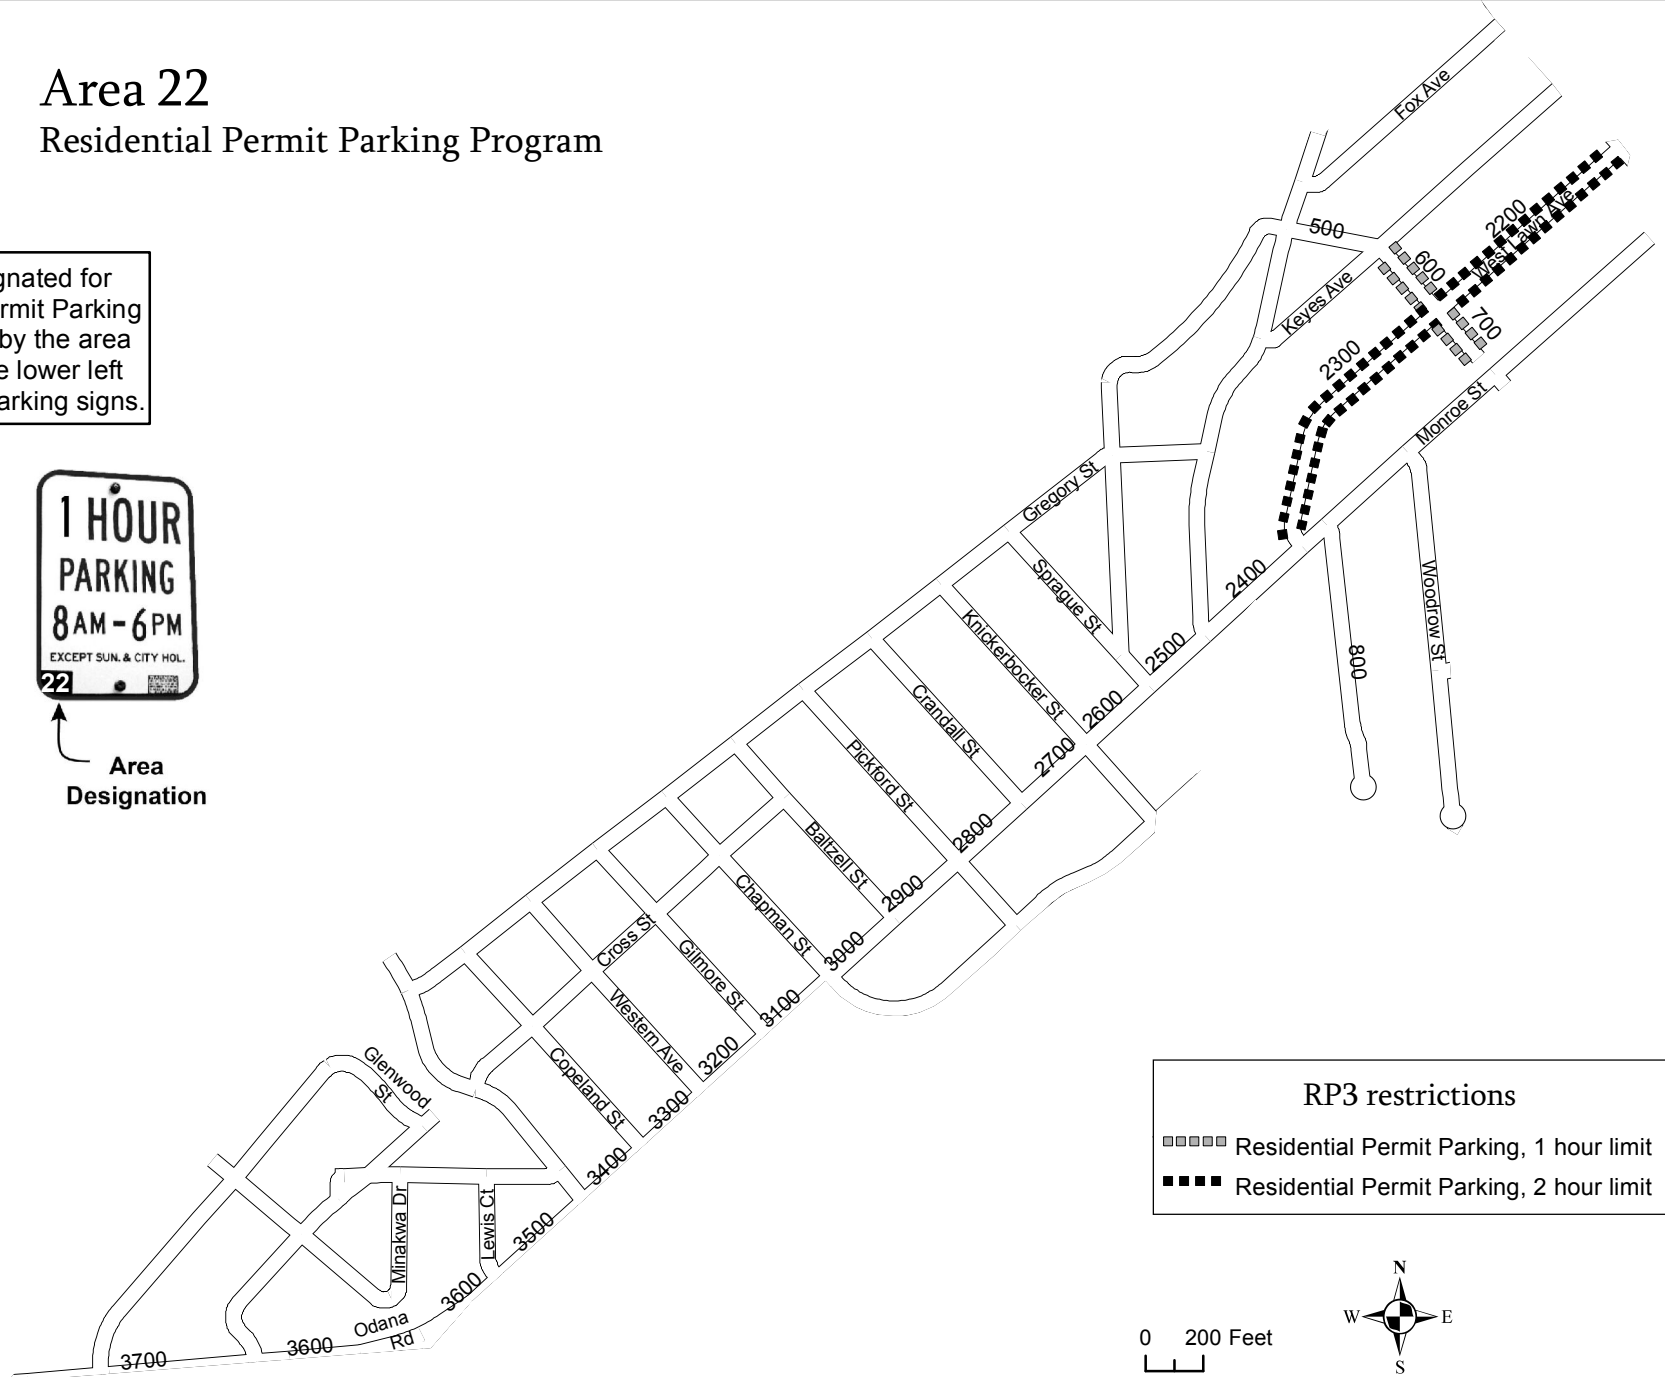 Area 22
Residential Permit Parking Program
gnated for
rmit Parking
by the area
e lower left
arking signs.
1 HOUR
PARKING
8AM-6PM
EXCEPT SUN. & CITY HOL.
22
Area
Designation
Fox Ave
500
Keyes Ave
600
2200
West Lawn Ave
700
2300
Monroe St
Gregory St
Sprague St
2400
Woodrow St
800
2500
Knickerbocker St
2600
Crandall St
2700
Pickford St
2800
Baltzell St
2900
Chapman St
3000
Cross St
Gilmore St
3100
Western Ave
3200
Copeland St
3300
Glenwood
St
3400
Minakwa Dr
Lewis Ct
3500
3600
Odana
Rd
3600
3700
RP3 restrictions
Residential Permit Parking, 1 hour limit
Residential Permit Parking, 2 hour limit
N
W
E
S
0 200 Feet